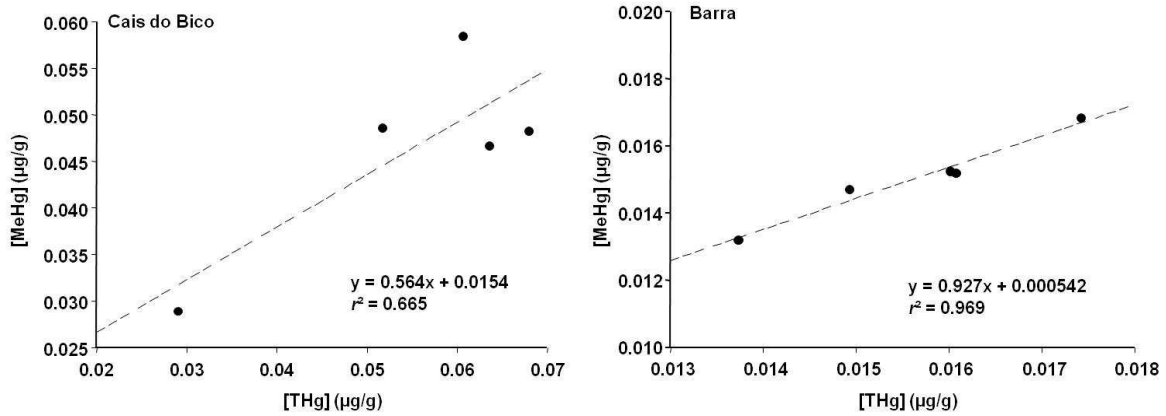 Cais do Bico
0.060
0.055
0.050
0.045
0.040
0.035
0.030
0.025
[MeHg] (µg/g)
y = 0.564x + 0.0154
r² = 0.665
0.02 0.03 0.04 0.05 0.06 0.07
[THg] (µg/g)
Barra
0.020
0.018
0.016
0.014
0.012
0.010
[MeHg] (µg/g)
y = 0.927x + 0.000542
r² = 0.969
0.013 0.014 0.015 0.016 0.017 0.018
[THg] (µg/g)